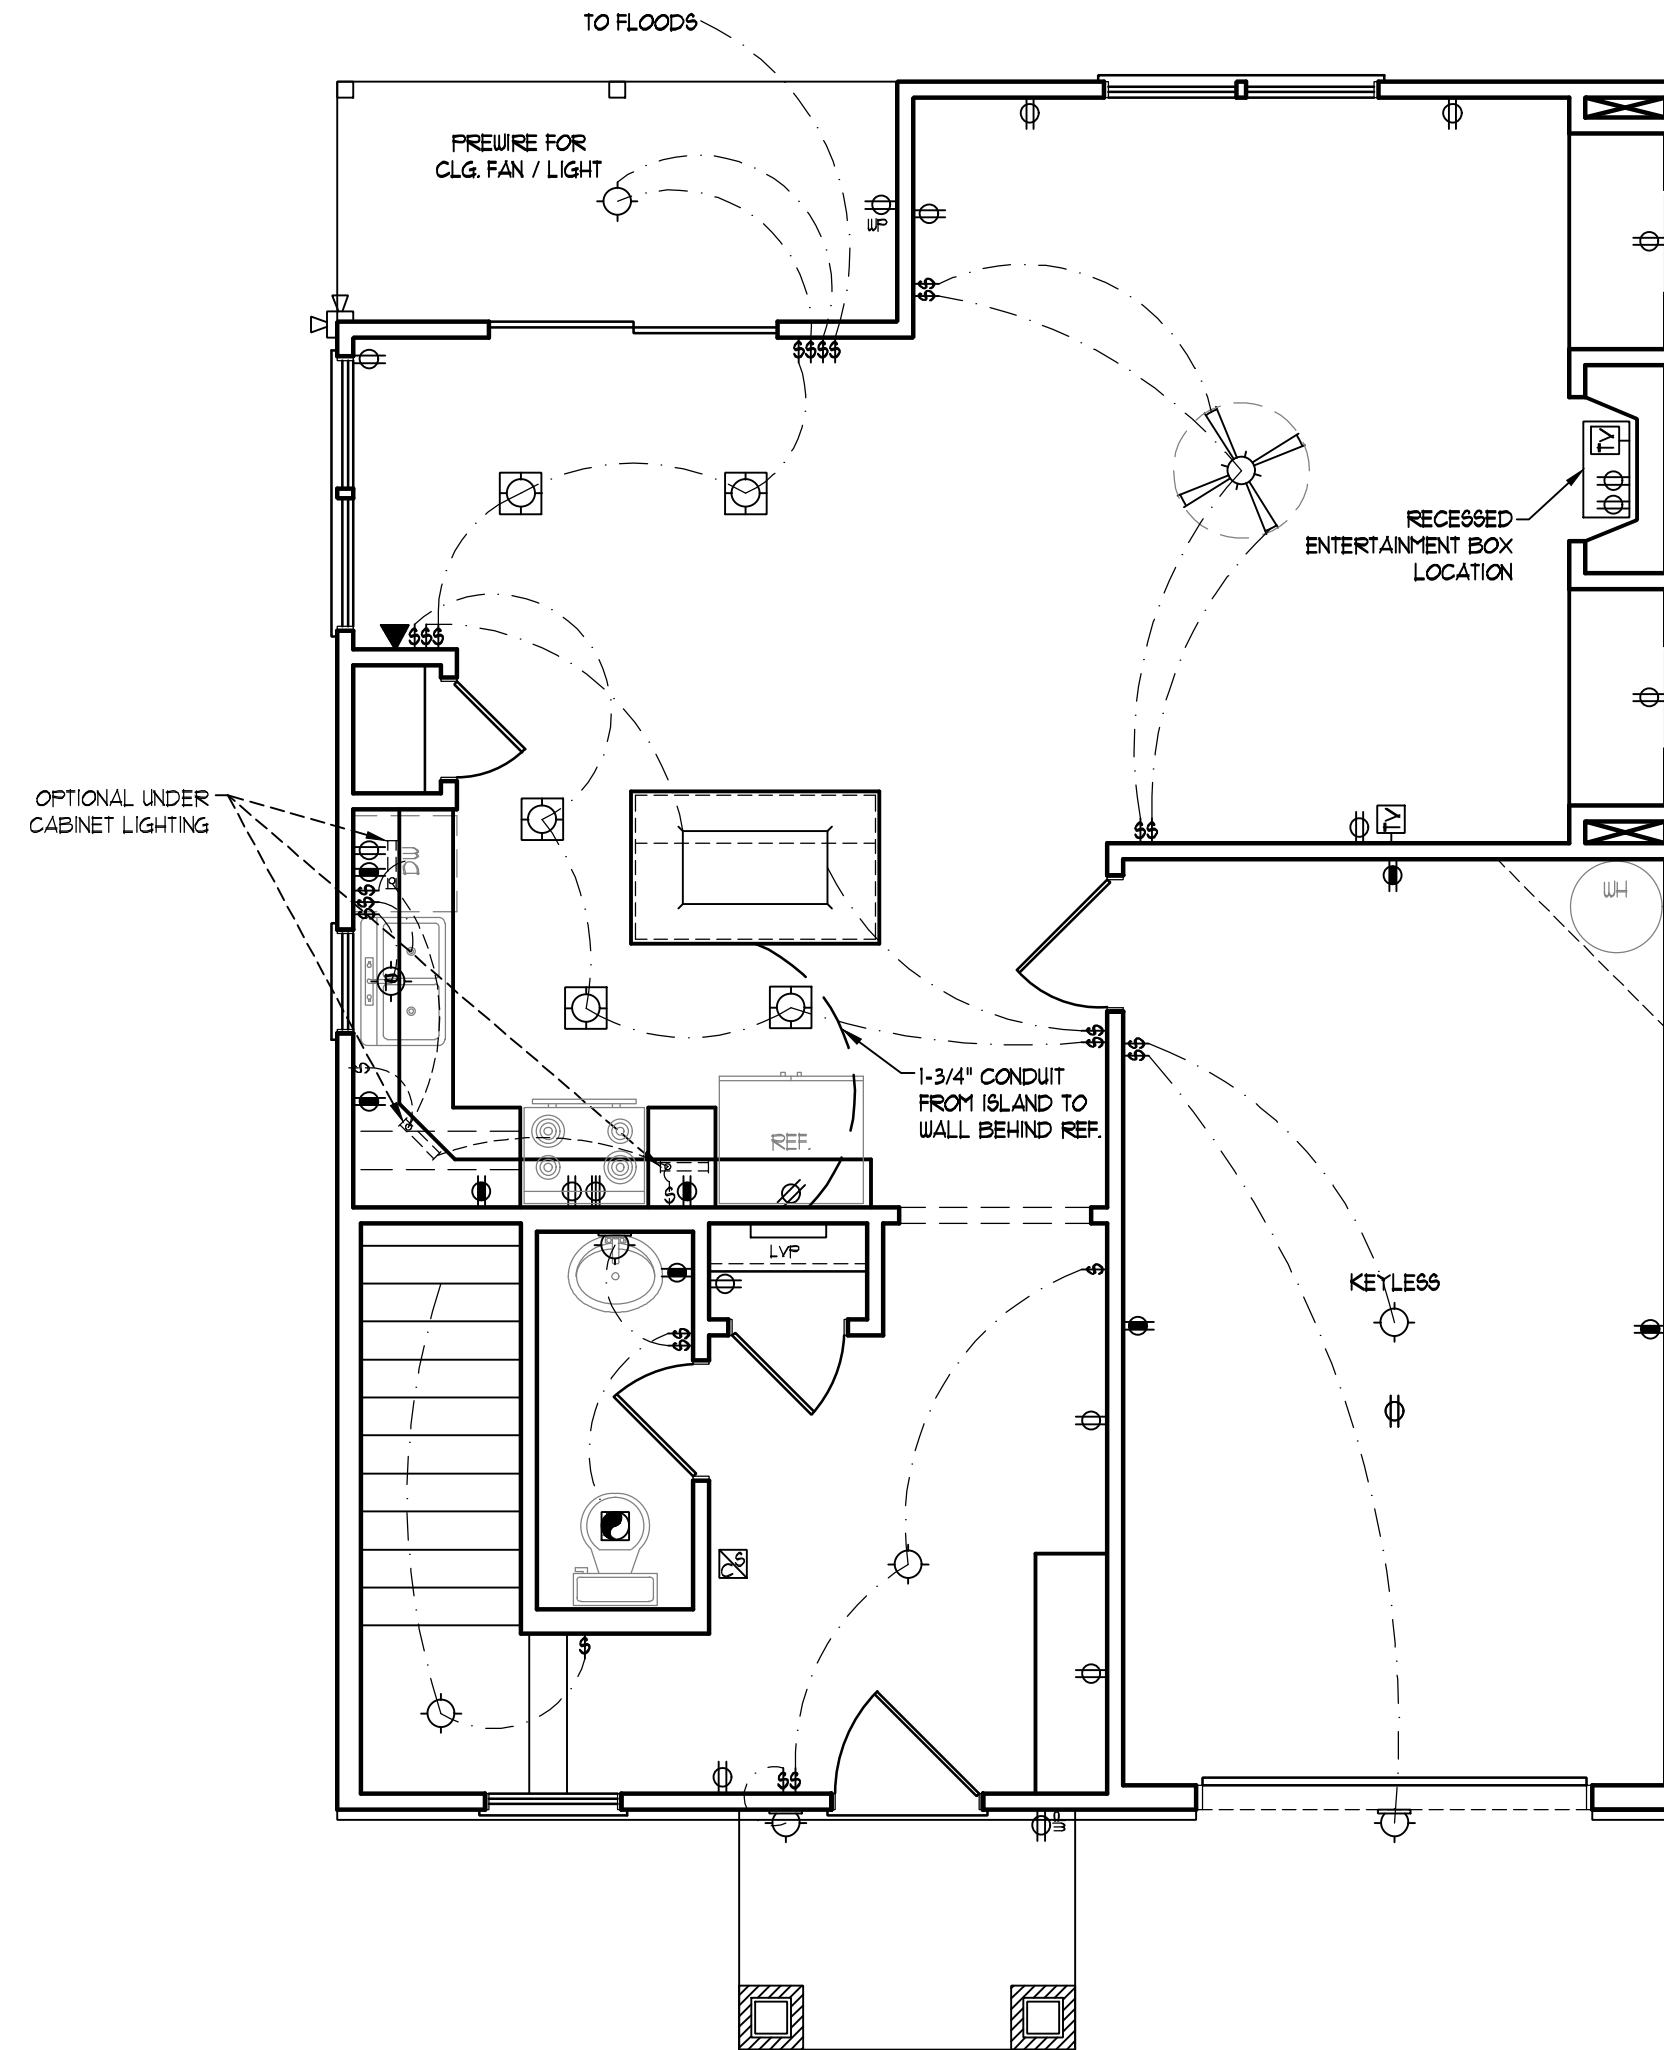 TO FLOODS
PREWIRE FOR
CLG. FAN / LIGHT
WP
$$
$$$$
TV
RECESSED
ENTERTAINMENT BOX
LOCATION
$$$
OPTIONAL UNDER
CABINET LIGHTING
DW
$$
TV
WH
$$$
P
$$
$$
1-3/4" CONDUIT
FROM ISLAND TO
WALL BEHIND REF.
$
REF.
$
LVP
$
KEYLESS
$$
C S
$
$$
WP